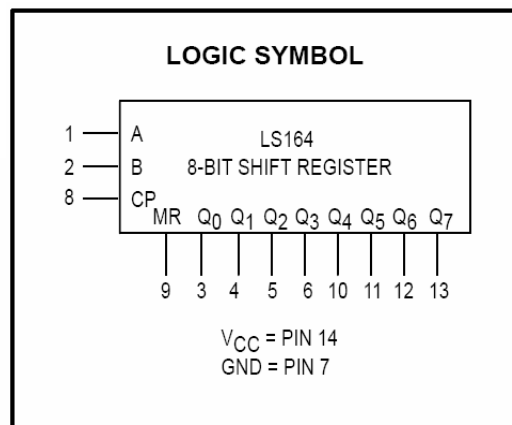 LOGIC SYMBOL
1 A LS164
2 B 8-BIT SHIFT REGISTER
8 CP
MR Q0 Q1 Q2 Q3 Q4 Q5 Q6 Q7
9 3 4 5 6 10 11 12 13
VCC = PIN 14
GND = PIN 7